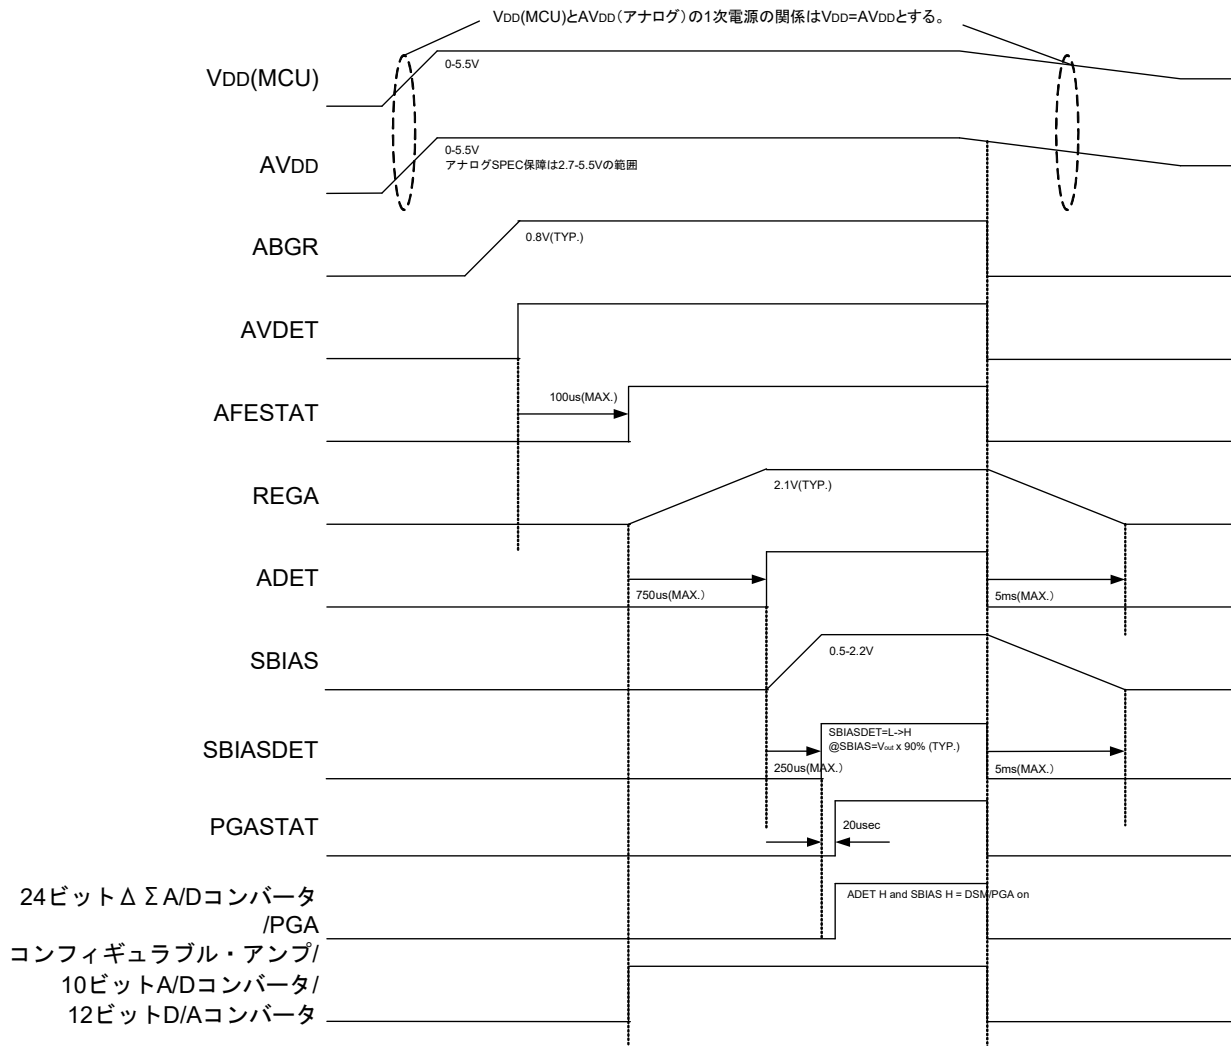 VDD(MCU)とAVDD(アナログ)の1次電源の関係はVDD=AVDDとする。
VDD(MCU)
0-5.5V
AVDD
0-5.5V
アナログSPEC保障は2.7-5.5Vの範囲
ABGR
0.8V(TYP.)
AVDET
AFESTAT
100us(MAX.)
REGA
2.1V(TYP.)
ADET
750us(MAX.)
5ms(MAX.)
SBIAS
0.5-2.2V
SBIASDET
SBIASDET=L->H
@SBIAS=Vout x 90% (TYP.)
250us(MAX.)
5ms(MAX.)
PGASTAT
20usec
24ビットΔΣA/Dコンバータ
/PGA
ADET H and SBIAS H = DSM/PGA on
コンフィギュラブル・アンプ/
10ビットA/Dコンバータ/
12ビットD/Aコンバータ